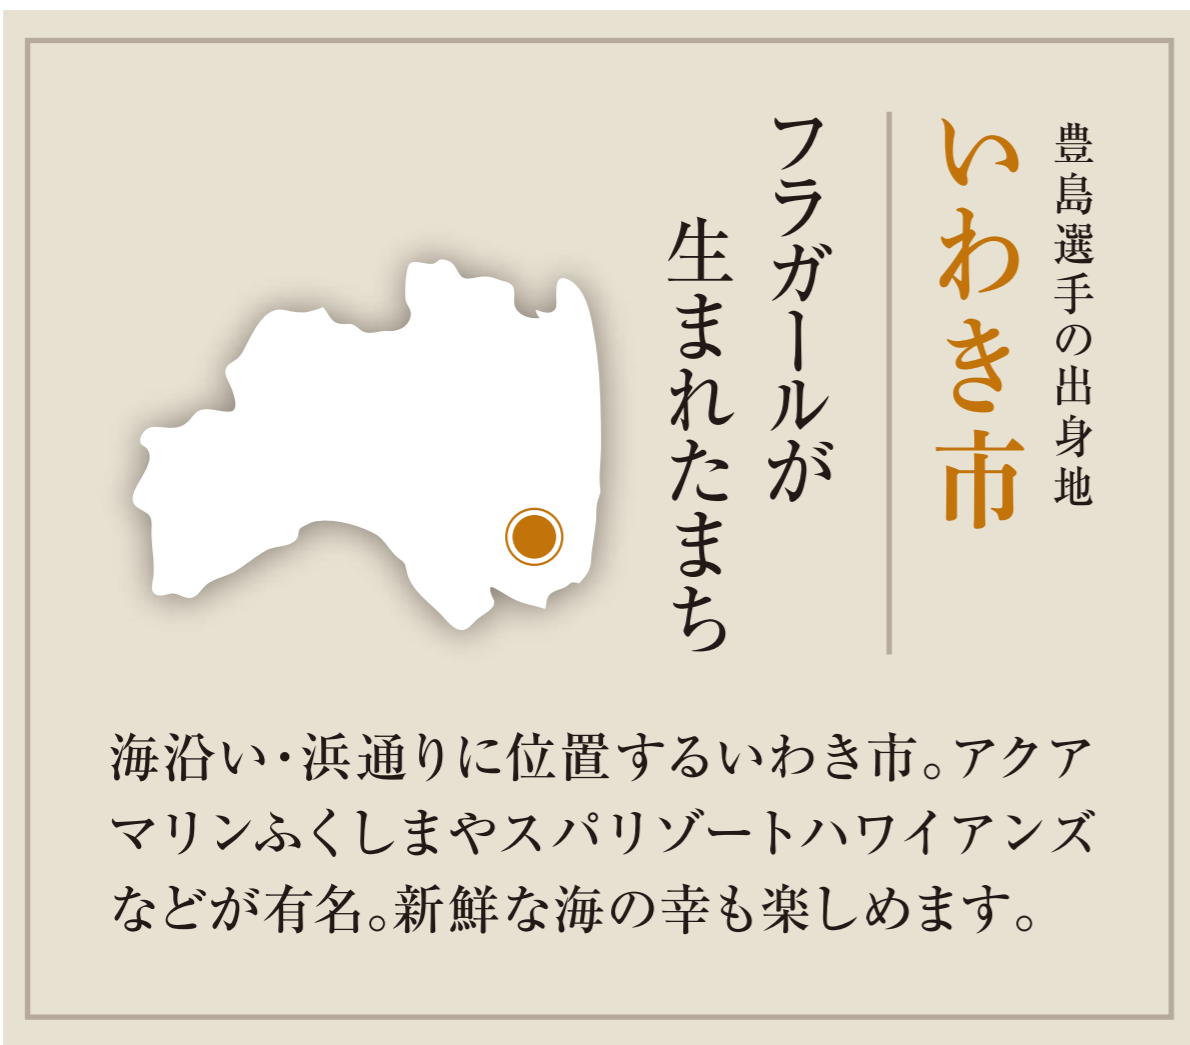 豊島選手の出身地
いわき市
フラガールが
生まれたまち
海沿い・浜通りに位置するいわき市。アクア
マリンふくしまやスパリゾートハワイアンズ
などが有名。新鮮な海の幸も楽しめます。